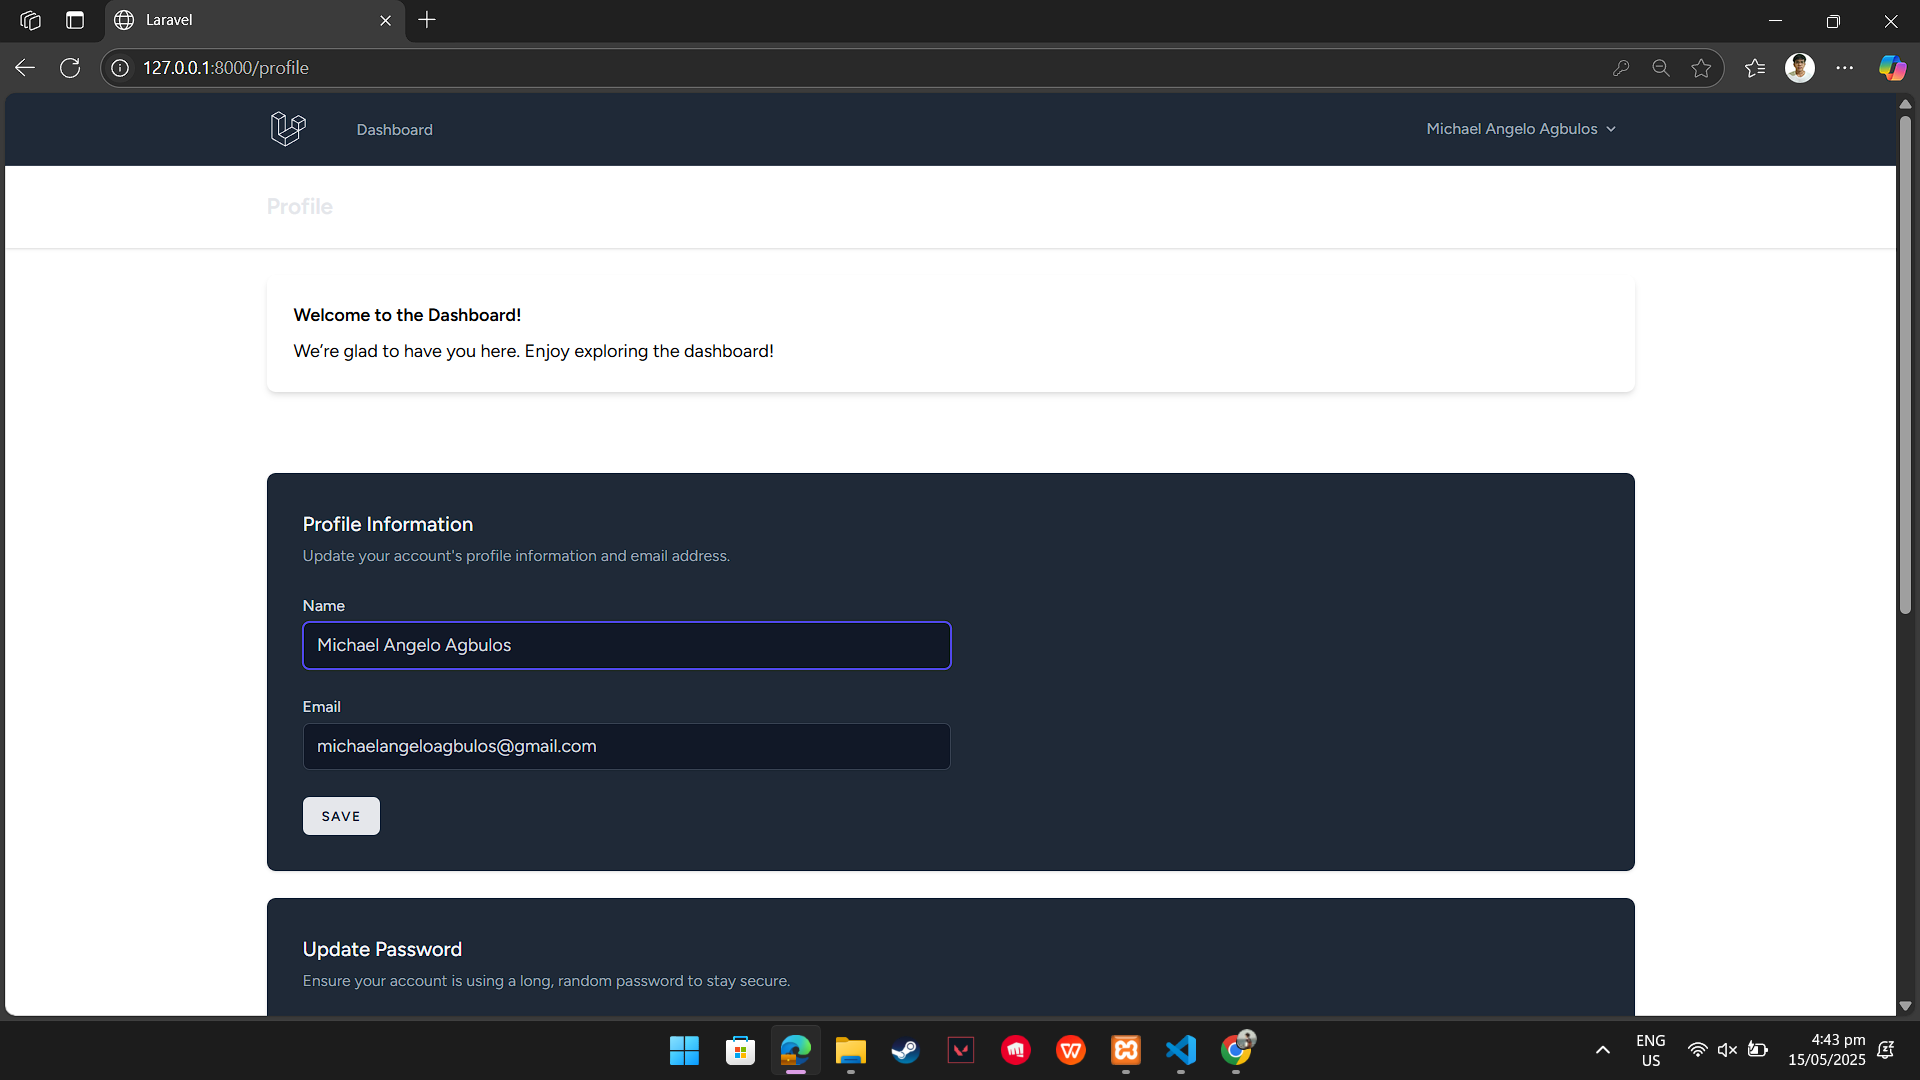 Laravel
127.0.0.1:8000/profile
Dashboard
Michael Angelo Agbulos
Profile
Welcome to the Dashboard!
We're glad to have you here. Enjoy exploring the dashboard!
Profile Information
Update your account's profile information and email address.
Name
Michael Angelo Agbulos
Email
michaelangeloagbulos@gmail.com
SAVE
Update Password
Ensure your account is using a long, random password to stay secure.
ENG
US
4:43 pm
15/05/2025